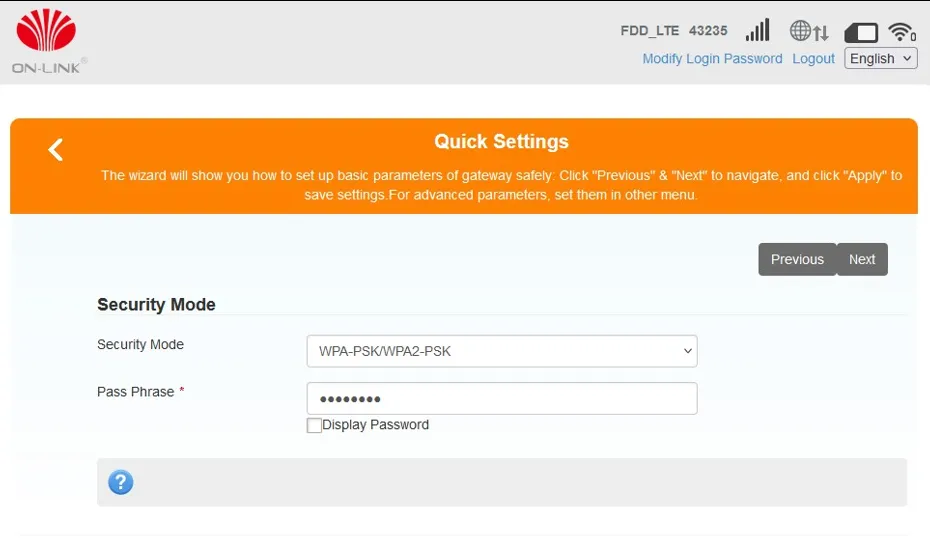 FDD_LTE 43235
ON-LINK®
Modify Login Password Logout English
Quick Settings
The wizard will show you how to set up basic parameters of gateway safely: Click "Previous" & "Next" to navigate, and click "Apply" to
save settings.For advanced parameters, set them in other menu.
Previous Next
Security Mode
Security Mode WPA-PSK/WPA2-PSK
Pass Phrase * ••••••••
Display Password
?